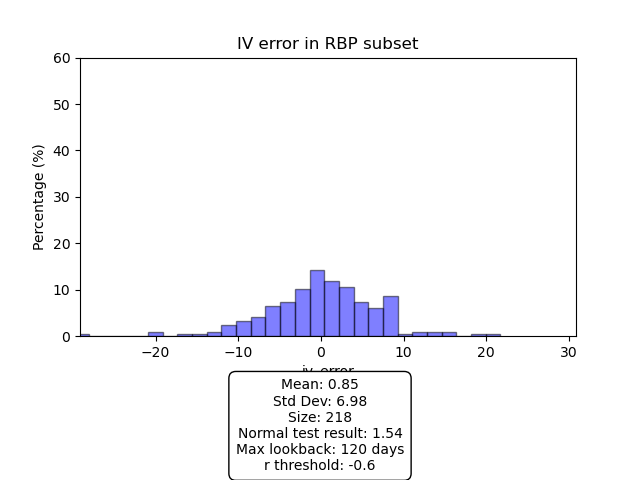 IV error in RBP subset
60
50
40
30
20
10
0
Percentage (%)
−20
−10
0
10
20
30
iv_error
Mean: 0.85
Std Dev: 6.98
Size: 218
Normal test result: 1.54
Max lookback: 120 days
r threshold: -0.6